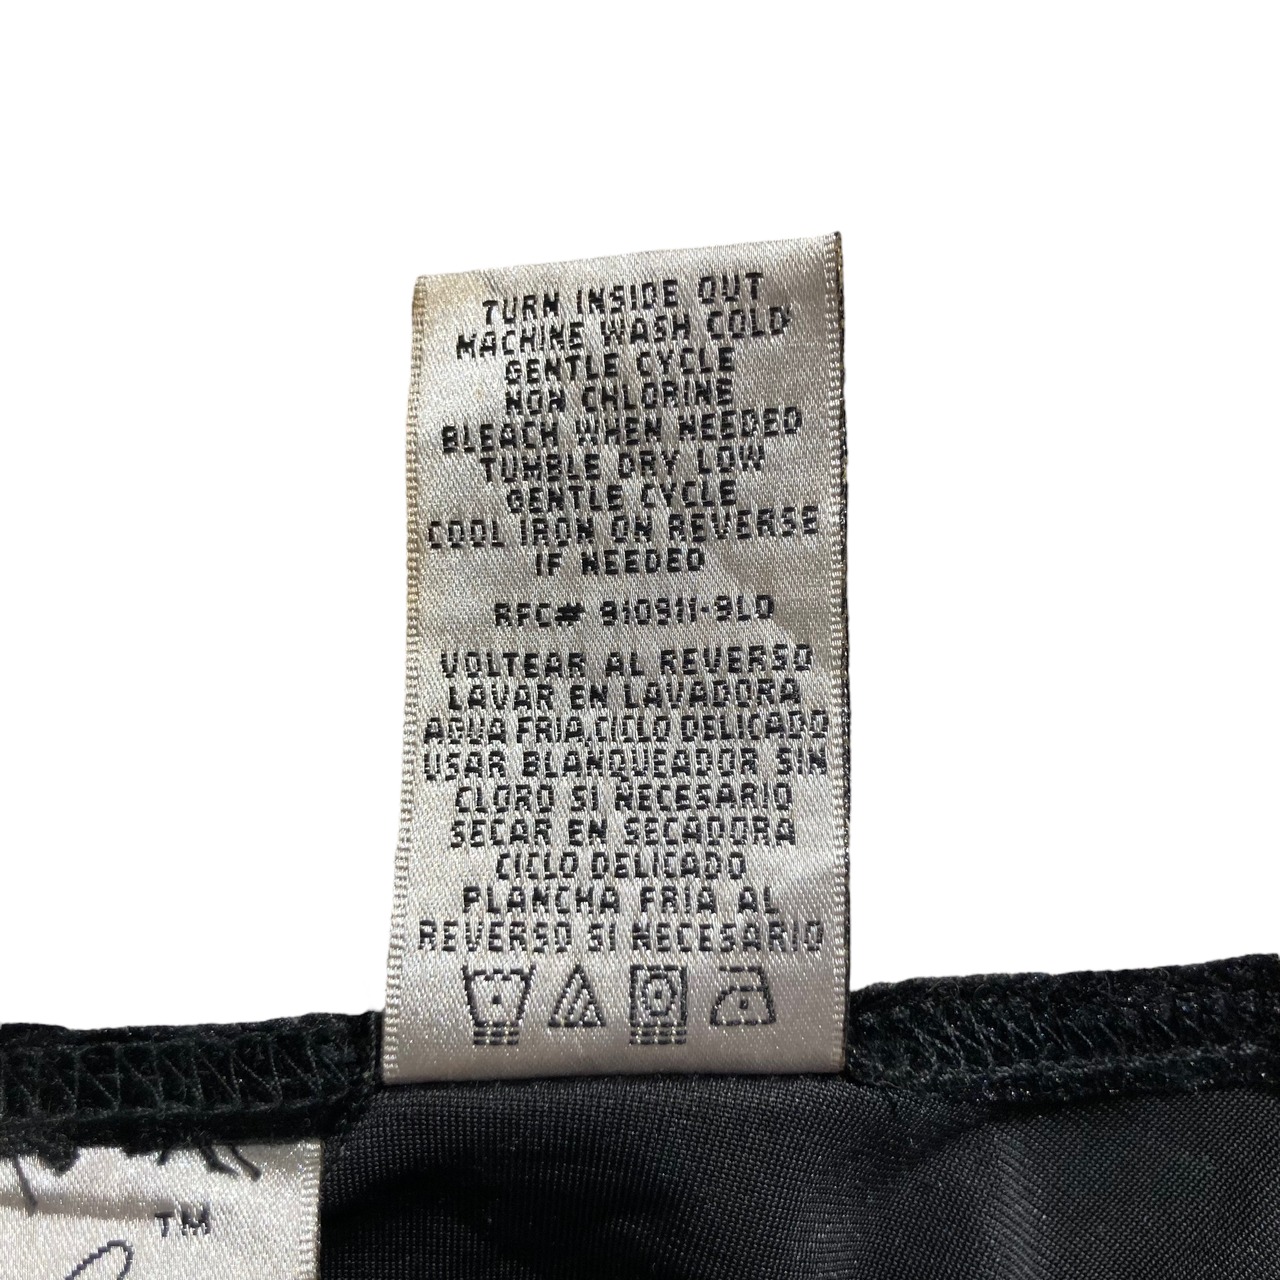 TURN INSIDE OUT
MACHINE WASH COLD
GENTLE CYCLE
NON CHLORINE
BLEACH WHEN NEEDED
TUMBLE DRY LOW
GENTLE CYCLE
COOL IRON ON REVERSE
IF NEEDED
RFC# 910911-9L0
VOLTEAR AL REVERSO
LAVAR EN LAVADORA
AGUA FRIA.CICLO DELICADO
USAR BLANQUEADOR SIN
CLORO SI NECESARIO
SECAR EN SECADORA
CICLO DELICADO
PLANCHA FRIA AL
REVERSO SI NECESARIO
TM